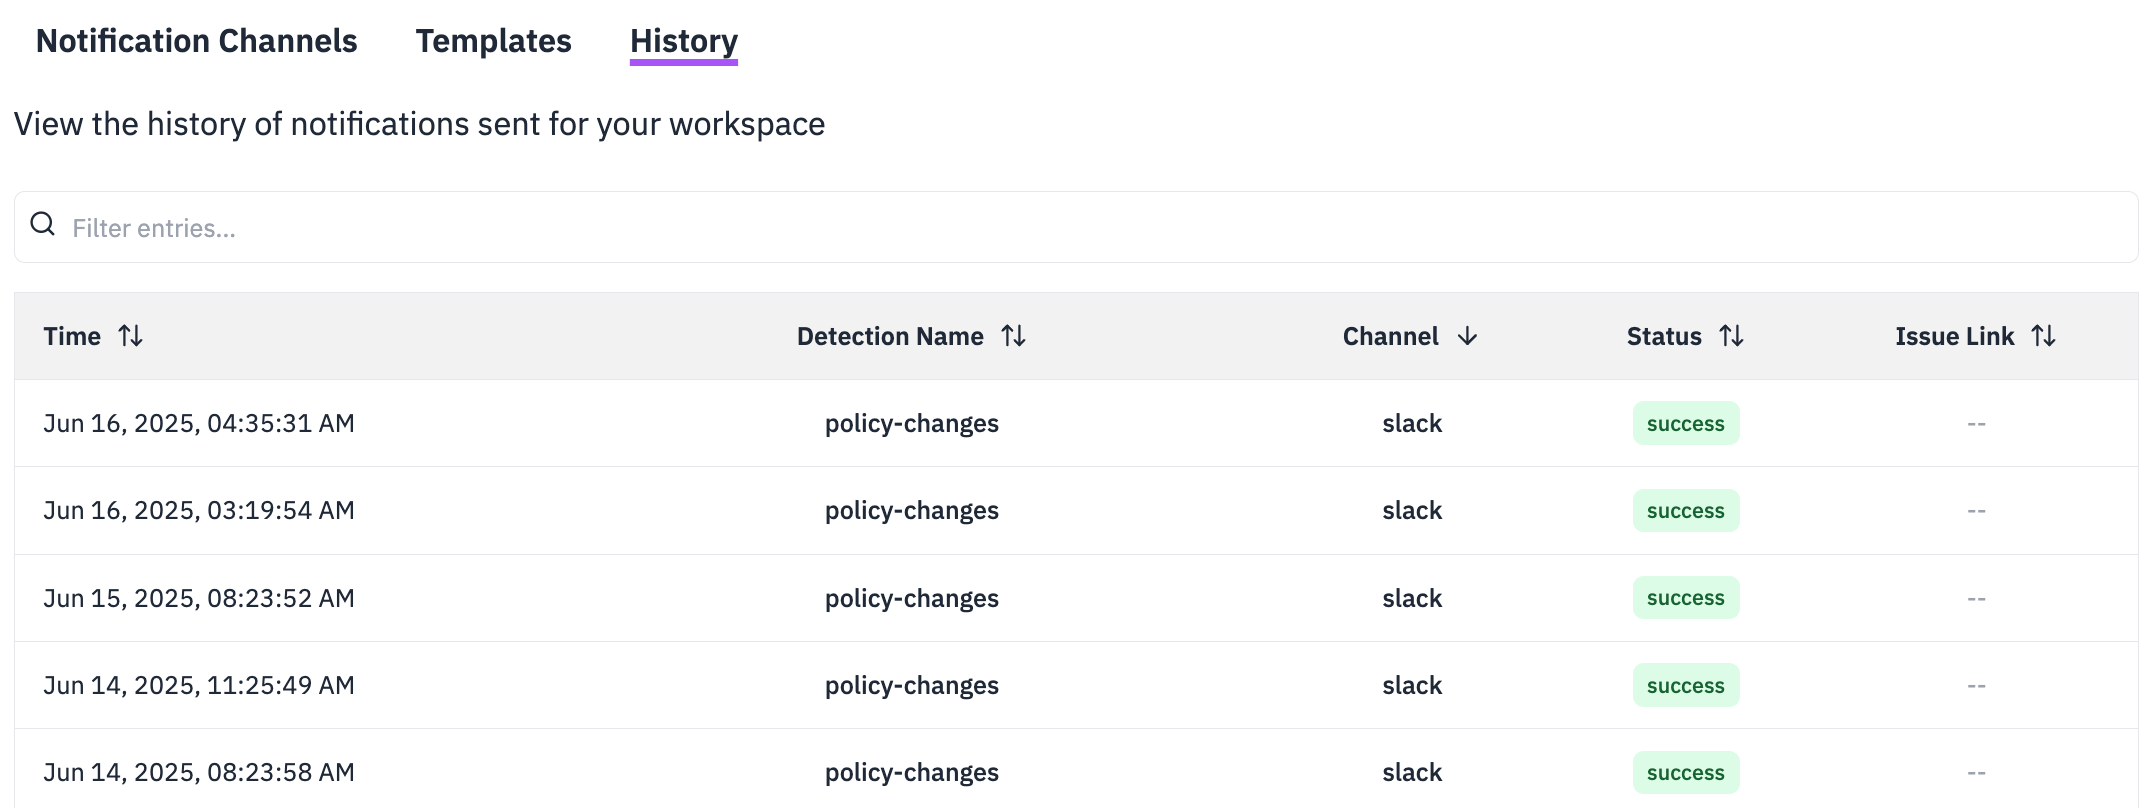 Notification Channels Templates History
View the history of notifications sent for your workspace
Filter entries...
Time Detection Name Channel Status Issue Link
Jun 16, 2025, 04:35:31 AM policy-changes slack success --
Jun 16, 2025, 03:19:54 AM policy-changes slack success --
Jun 15, 2025, 08:23:52 AM policy-changes slack success --
Jun 14, 2025, 11:25:49 AM policy-changes slack success --
Jun 14, 2025, 08:23:58 AM policy-changes slack success --